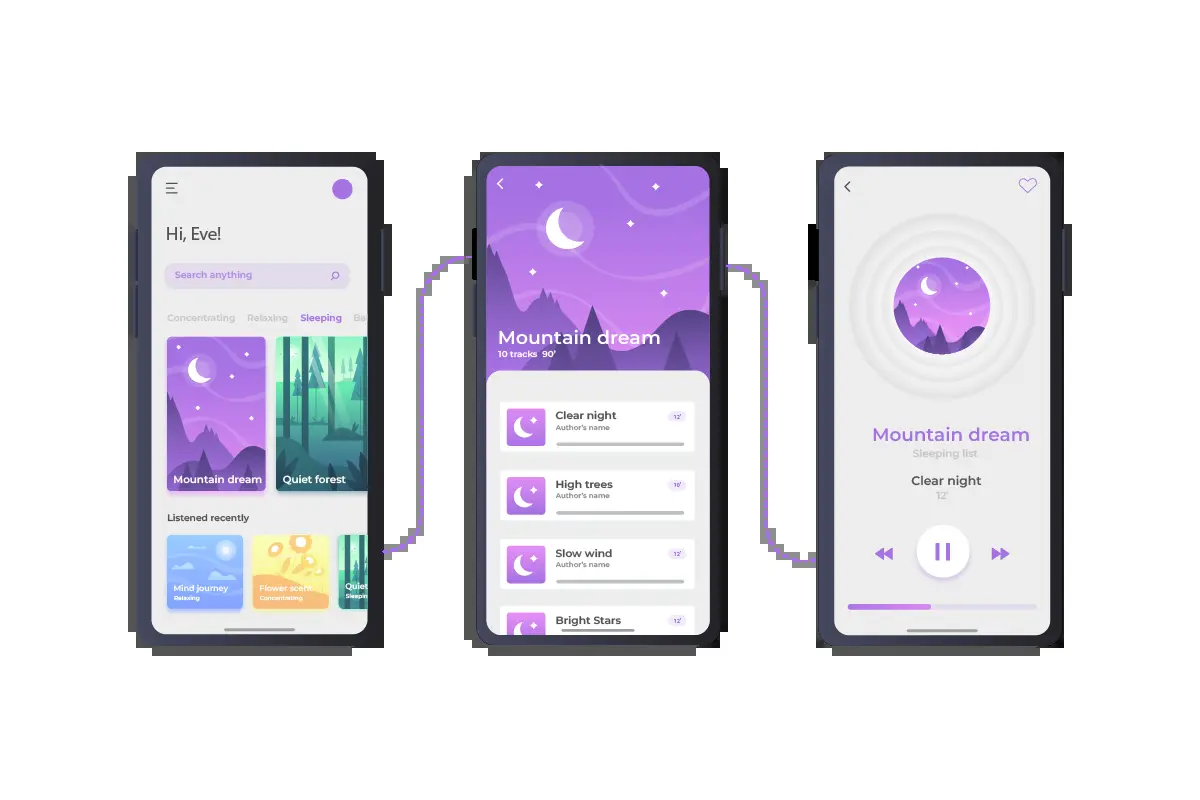 Hi, Eve!
Search anything
Concentrating Relaxing Sleeping Ba
Mountain dream Quiet forest
Listened recently
Mind journey
Relaxing
Flower scent
Concentrating
Quiet
Sleepin
Mountain dream
10 tracks 90'
Clear night 12'
Author's name
High trees 10'
Author's name
Slow wind 12'
Author's name
Bright Stars 12'
Mountain dream
Sleeping list
Clear night
12'